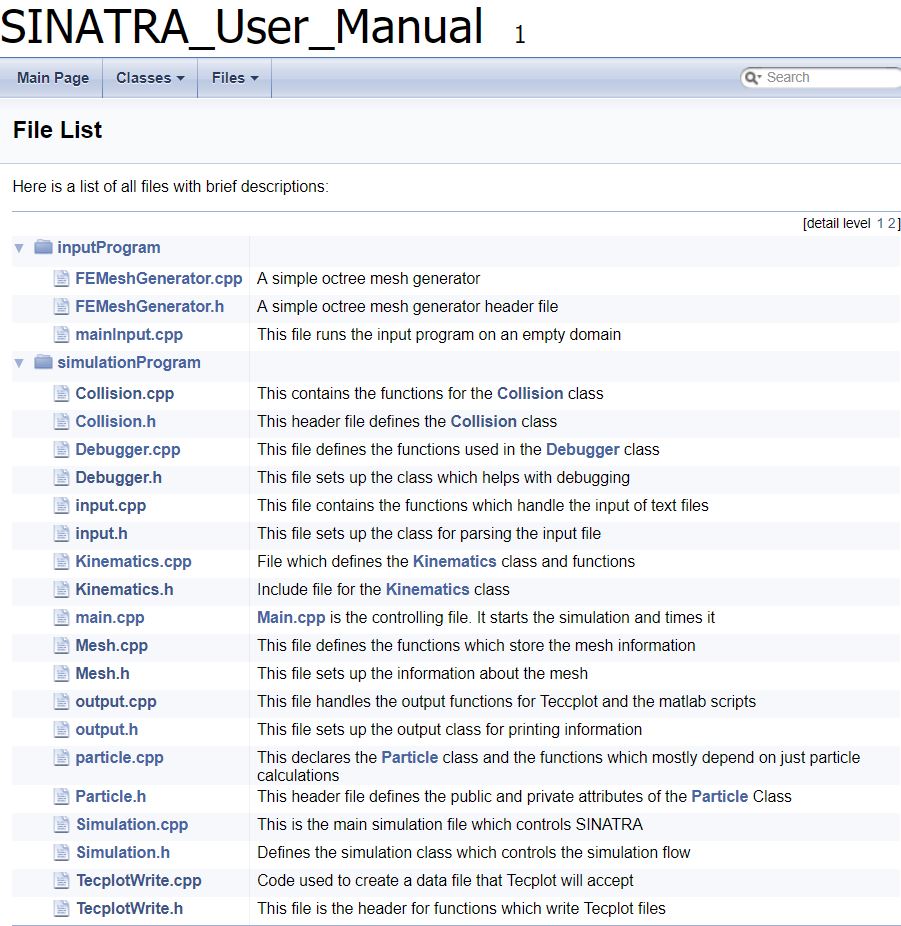 SINATRA_User_Manual 1
Main Page Classes Files Search
File List
Here is a list of all files with brief descriptions:
[detail level 1 2]
inputProgram
FEMeshGenerator.cpp A simple octree mesh generator
FEMeshGenerator.h A simple octree mesh generator header file
mainInput.cpp This file runs the input program on an empty domain
simulationProgram
Collision.cpp This contains the functions for the Collision class
Collision.h This header file defines the Collision class
Debugger.cpp This file defines the functions used in the Debugger class
Debugger.h This file sets up the class which helps with debugging
input.cpp This file contains the functions which handle the input of text files
input.h This file sets up the class for parsing the input file
Kinematics.cpp File which defines the Kinematics class and functions
Kinematics.h Include file for the Kinematics class
main.cpp Main.cpp is the controlling file. It starts the simulation and times it
Mesh.cpp This file defines the functions which store the mesh information
Mesh.h This file sets up the information about the mesh
output.cpp This file handles the output functions for Teccplot and the matlab scripts
output.h This file sets up the output class for printing information
particle.cpp This declares the Particle class and the functions which mostly depend on just particle
calculations
Particle.h This header file defines the public and private attributes of the Particle Class
Simulation.cpp This is the main simulation file which controls SINATRA
Simulation.h Defines the simulation class which controls the simulation flow
TecplotWrite.cpp Code used to create a data file that Tecplot will accept
TecplotWrite.h This file is the header for functions which write Tecplot files